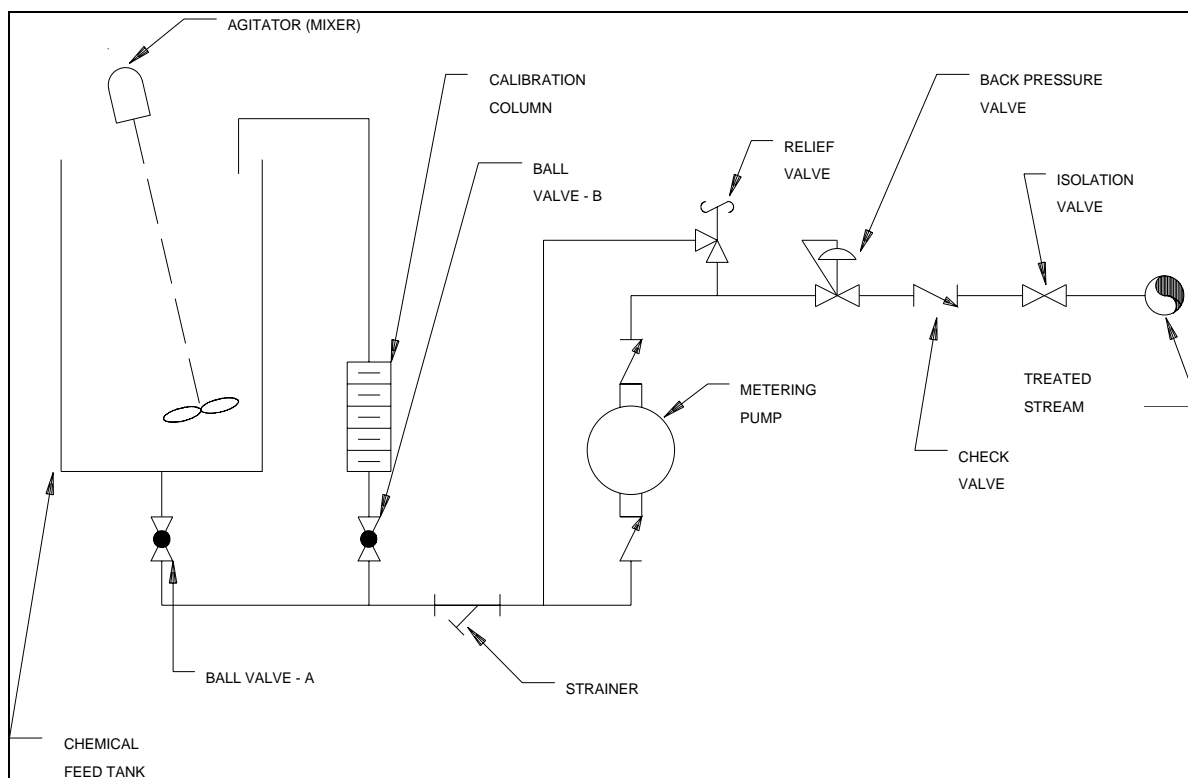 AGITATOR (MIXER)
CALIBRATION
COLUMN
BACK PRESSURE
VALVE
RELIEF
VALVE
BALL
VALVE - B
ISOLATION
VALVE
METERING
PUMP
TREATED
STREAM
CHECK
VALVE
BALL VALVE - A
STRAINER
CHEMICAL
FEED TANK